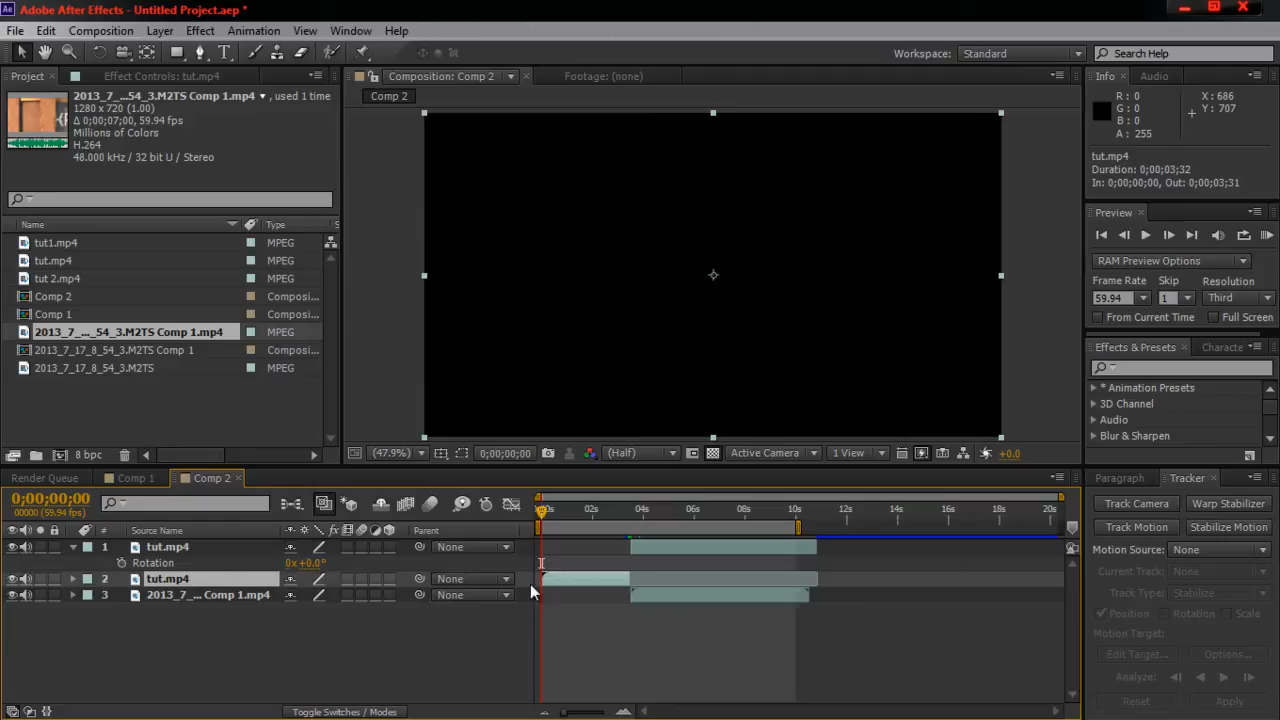 Adobe After Effects - Untitled Project.aep *
File Edit Composition Layer Effect Animation View Window Help
Workspace: Standard Search Help
Project Effect Controls: tut.mp4 Composition: Comp 2 Footage: (none) Info Audio
2013_7_...54_3.M2TS Comp 1.mp4 , used 1 time
1280 x 720 (1.00)
Δ 0;00;07;00, 59.94 fps
Millions of Colors
H.264
48.000 kHz / 32 bit U / Stereo
Comp 2
R : 0
G : 0
B : 0
A : 255
X : 686
Y : 707
tut.mp4
Duration: 0;00;03;32
In: 0;00;00;00, Out: 0;00;03;31
Preview
RAM Preview Options
Frame Rate Skip Resolution
59.94 1 Third
From Current Time Full Screen
Effects & Presets Characte
* Animation Presets
3D Channel
Audio
Blur & Sharpen
Name Type S
tut1.mp4 MPEG
tut.mp4 MPEG
tut 2.mp4 MPEG
Comp 2 Composi...
Comp 1 Composi...
2013_7_..._54_3.M2TS Comp 1.mp4 MPEG
2013_7_17_8_54_3.M2TS Comp 1 Composi...
2013_7_17_8_54_3.M2TS MPEG
8 bpc
(47.9%) 0;00;00;00 (Half) Active Camera 1 View +0.0
Render Queue Comp 1 Comp 2
0;00;00;00
00000 (59.94 fps)
# Source Name Parent
02s 04s 06s 08s 10s 12s 14s 16s 18s 20s
1 tut.mp4 None
Rotation 0x+0.0°
2 tut.mp4 None
3 2013_7_... Comp 1.mp4 None
Toggle Switches / Modes
Paragraph Tracker
Track Camera Warp Stabilizer
Track Motion Stabilize Motion
Motion Source: None
Current Track: None
Track Type: Stabilize
Position Rotation Scale
Motion Target:
Edit Target... Options...
Analyze:
Reset Apply